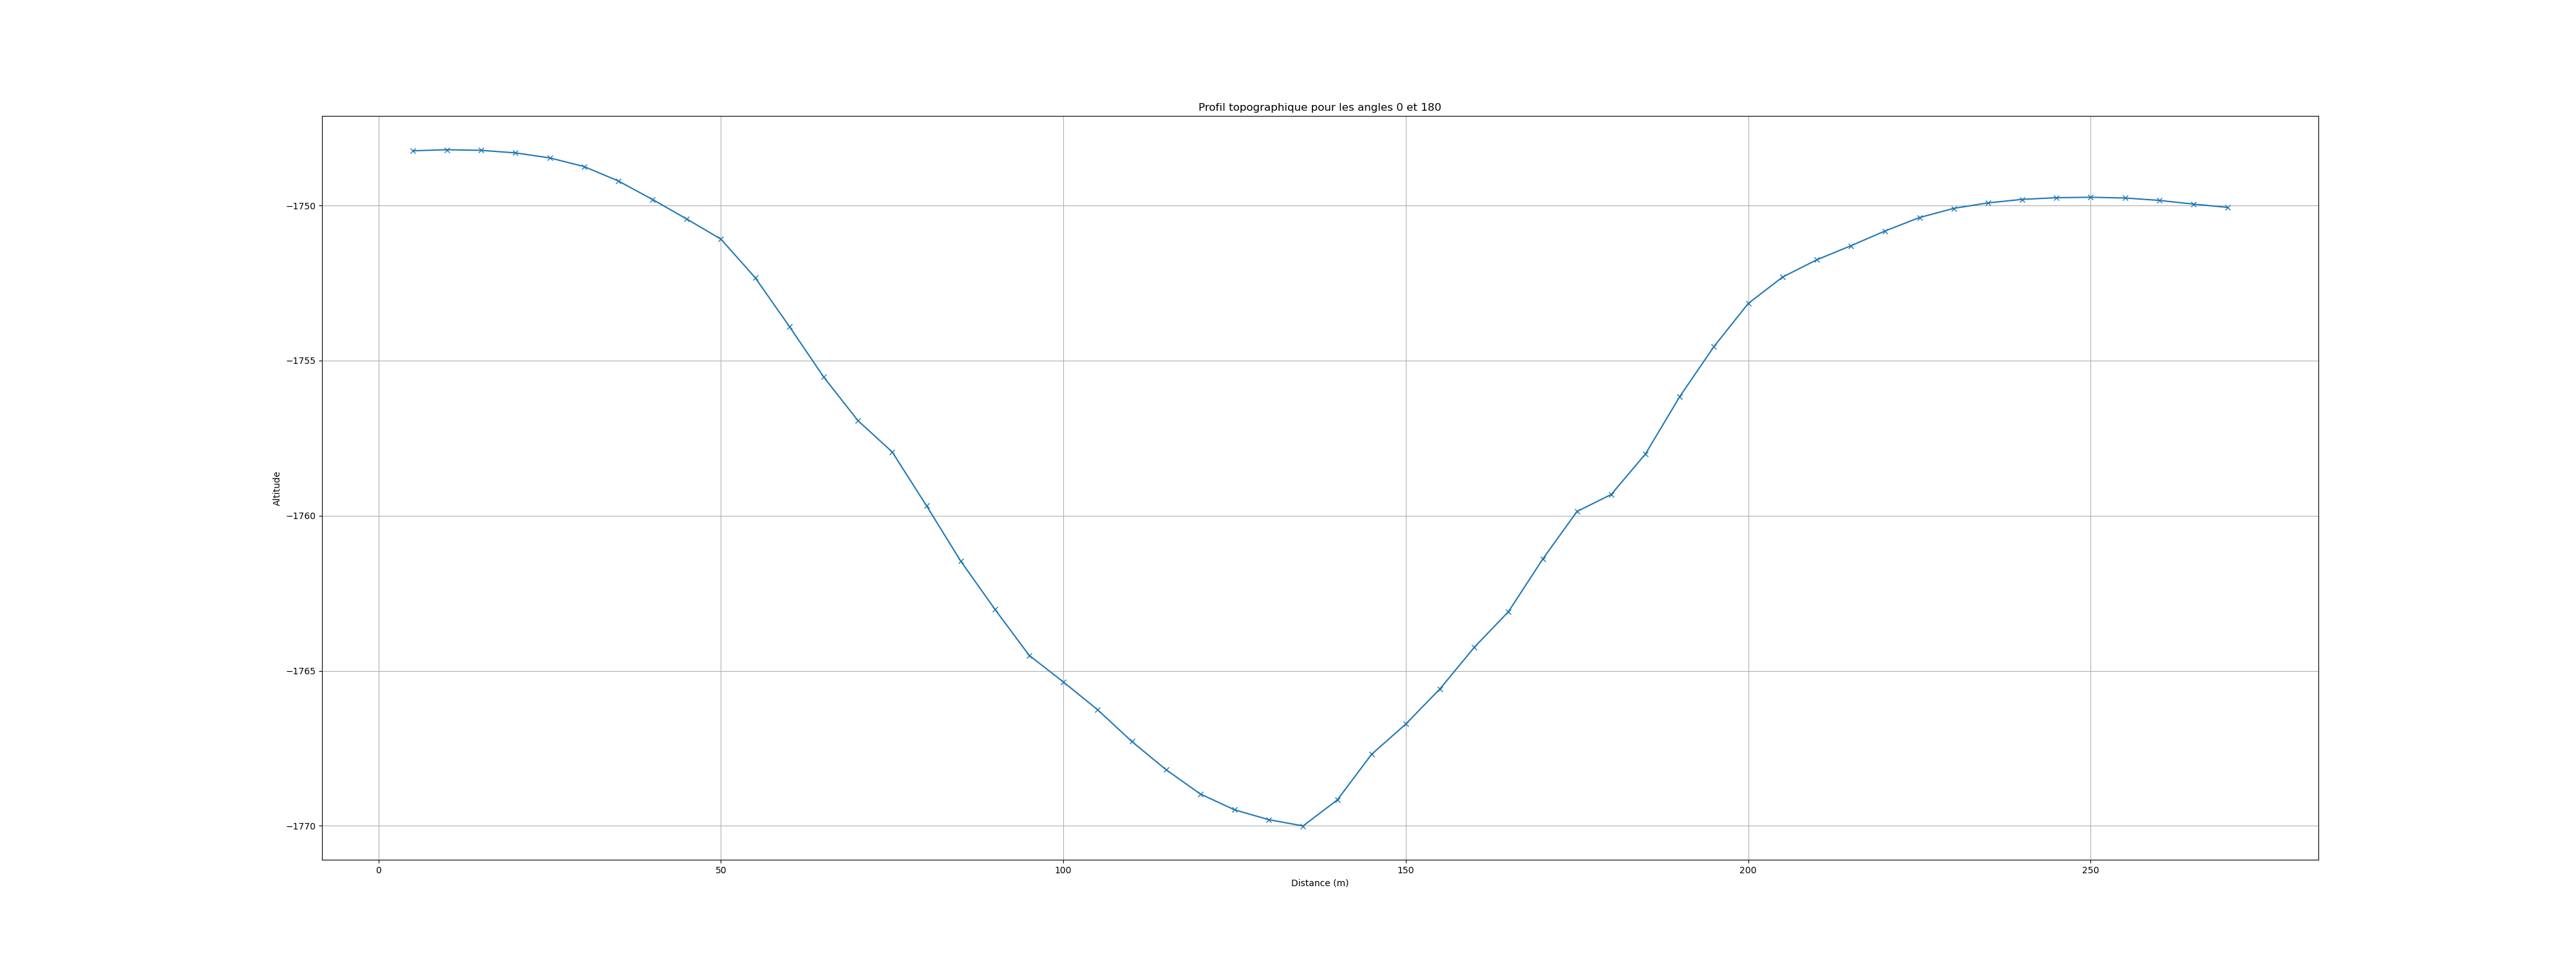 Profil topographique pour les angles 0 et 180
−1750
−1755
−1760
−1765
−1770
Altitude
0 50 100 150 200 250
Distance (m)